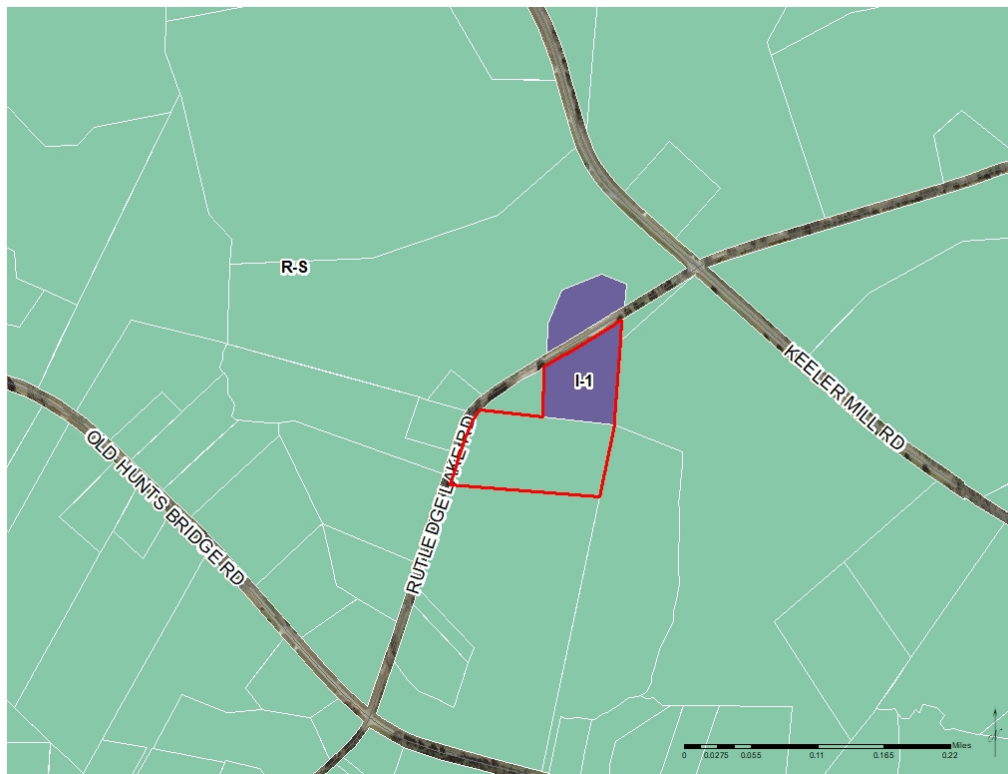 R-S
I-1
KEELER MILL RD
RUTLEDGE LAKE RD
OLD HUNTS BRIDGE RD
Miles
0 0.0275 0.055 0.11 0.165 0.22